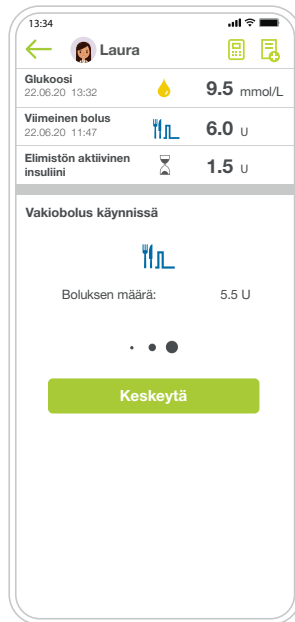 13:34
Laura
Glukoosi
22.06.20 13:32
9.5 mmol/L
Viimeinen bolus
22.06.20 11:47
6.0 U
Elimistön aktiivinen
insuliini
1.5 U
Vakiobolus käynnissä
Boluksen määrä: 5.5 U
Keskeytä